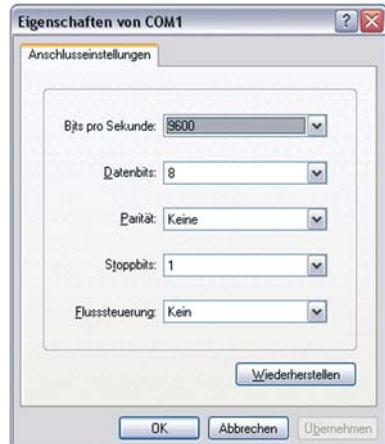 Eigenschaften von COM1
Anschlusseinstellungen
Bits pro Sekunde: 9600
Datenbits: 8
Parität: Keine
Stoppbits: 1
Flusssteuerung: Kein
Wiederherstellen
OK Abbrechen Übernehmen